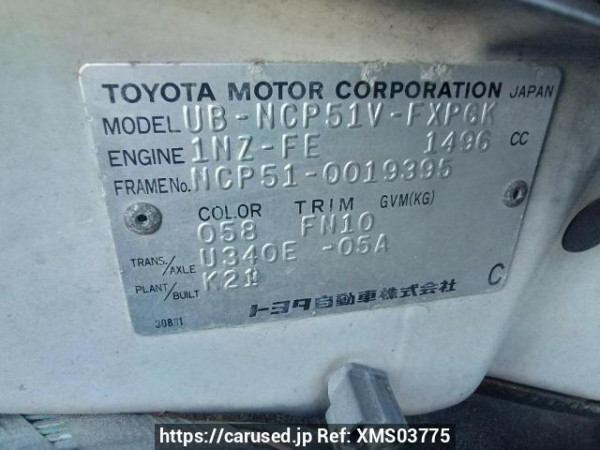 TOYOTA MOTOR CORPORATION JAPAN
MODEL UB-NCP51V-FXPGK
ENGINE 1NZ-FE 1496 CC
FRAME No. NCP51-0019395
COLOR TRIM GVM(KG)
058 FN10
TRANS./AXLE U340E -05A
PLANT/BUILT K21 C
トヨタ自動車株式会社
30831
https://carused.jp Ref: XMS03775